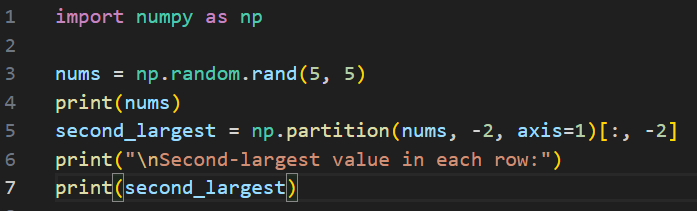 1 import numpy as np
2
3 nums = np.random.rand(5, 5)
4 print(nums)
5 second_largest = np.partition(nums, -2, axis=1)[:, -2]
6 print("\nSecond-largest value in each row:")
7 print(second_largest)